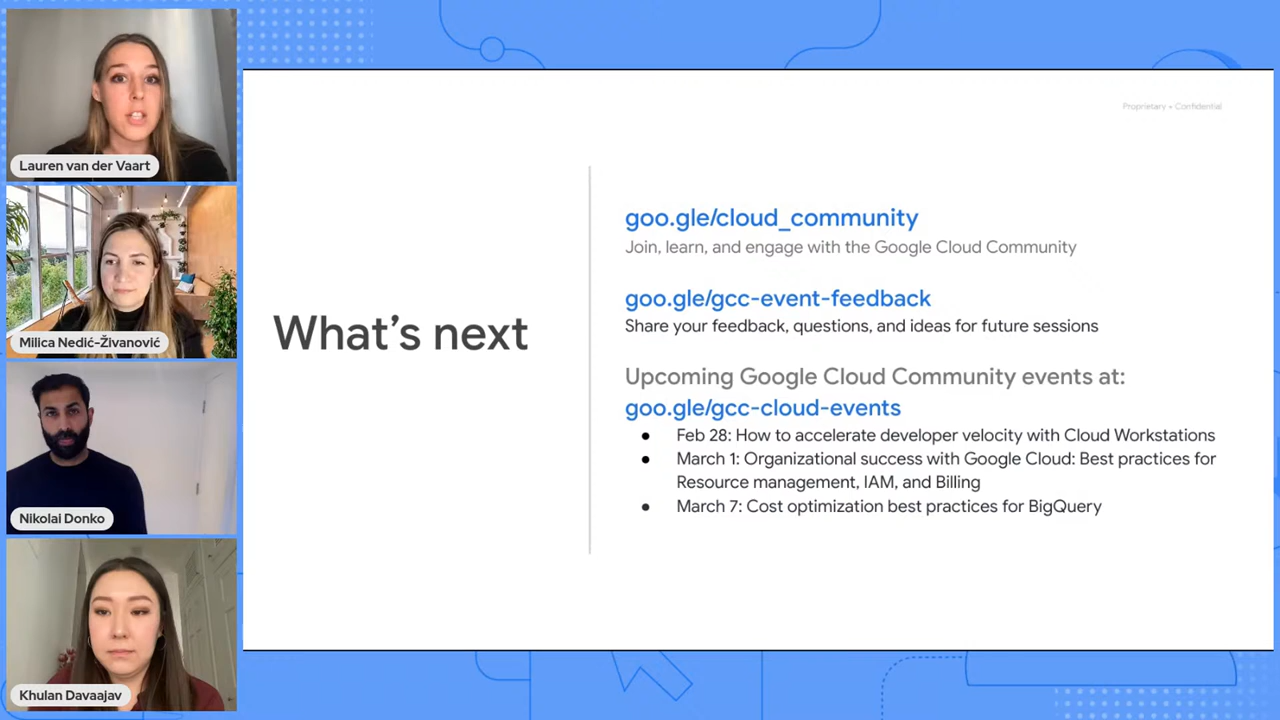 Lauren van der Vaart
Milica Nedić-Živanović
Nikolai Donko
Khulan Davaajav
Proprietary + Confidential
What's next
goo.gle/cloud_community
Join, learn, and engage with the Google Cloud Community
goo.gle/gcc-event-feedback
Share your feedback, questions, and ideas for future sessions
Upcoming Google Cloud Community events at:
goo.gle/gcc-cloud-events
● Feb 28: How to accelerate developer velocity with Cloud Workstations
● March 1: Organizational success with Google Cloud: Best practices for
Resource management, IAM, and Billing
● March 7: Cost optimization best practices for BigQuery